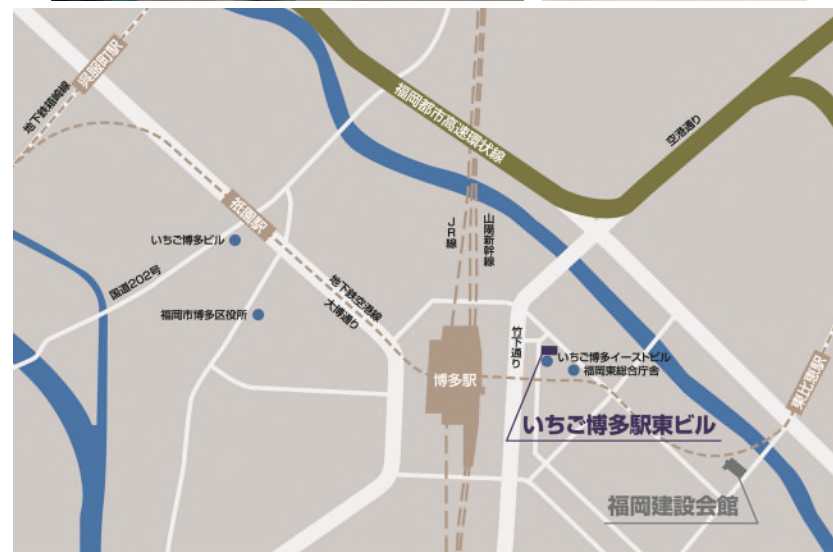 呉服町駅
地下鉄箱崎線
福岡都市高速環状線
空港通り
祇園駅
いちご博多ビル
国道202号
地下鉄空港線
大博通り
JR線
山陽新幹線
福岡市博多区役所
博多駅
竹下通り
いちご博多イーストビル
福岡東総合庁舎
東比恵駅
いちご博多駅東ビル
福岡建設会館